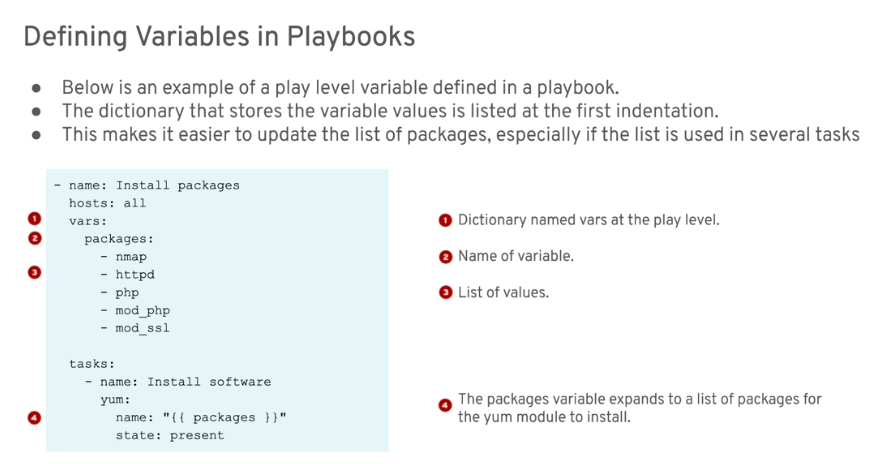 Defining Variables in Playbooks
● Below is an example of a play level variable defined in a playbook.
● The dictionary that stores the variable values is listed at the first indentation.
● This makes it easier to update the list of packages, especially if the list is used in several tasks
- name: Install packages
  hosts: all
1 vars:
2   packages:
      - nmap
3     - httpd
      - php
      - mod_php
      - mod_ssl
  tasks:
    - name: Install software
      yum:
4       name: "{{ packages }}"
        state: present
1 Dictionary named vars at the play level.
2 Name of variable.
3 List of values.
4 The packages variable expands to a list of packages for
the yum module to install.